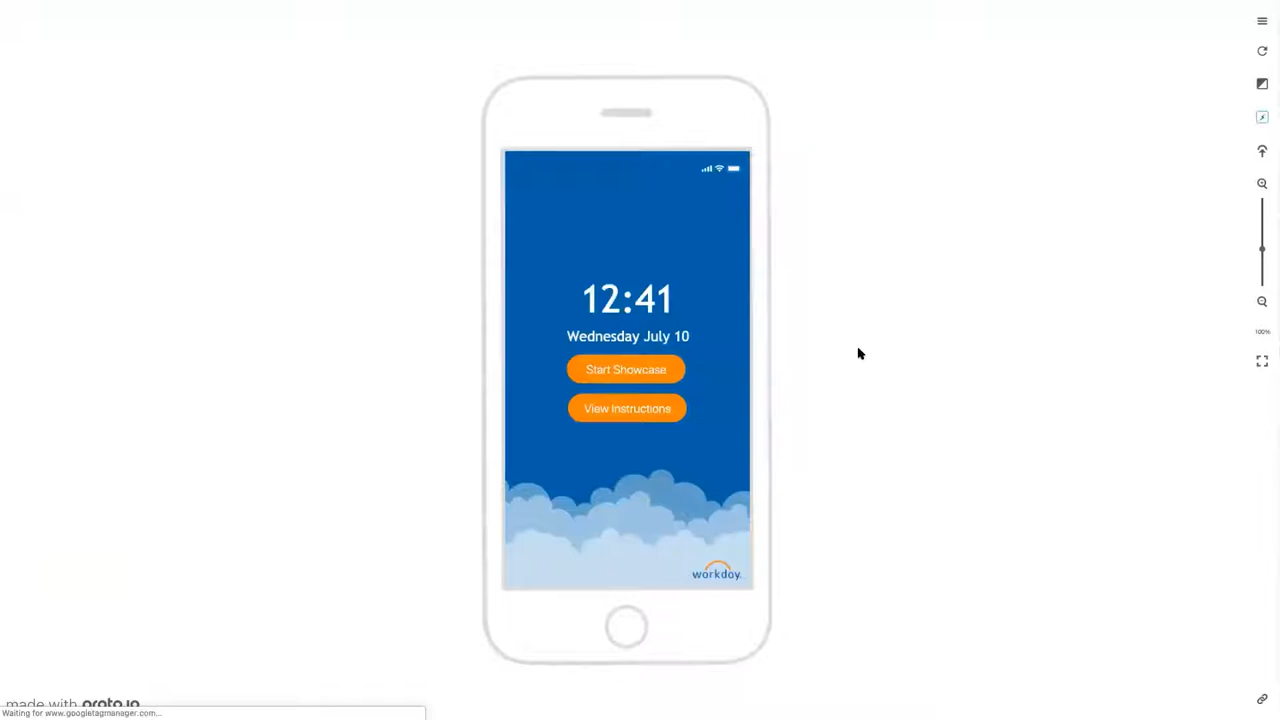 12:41
Wednesday July 10
Start Showcase
View Instructions
workday.
100%
made with proto.io
Waiting for www.googletagmanager.com...